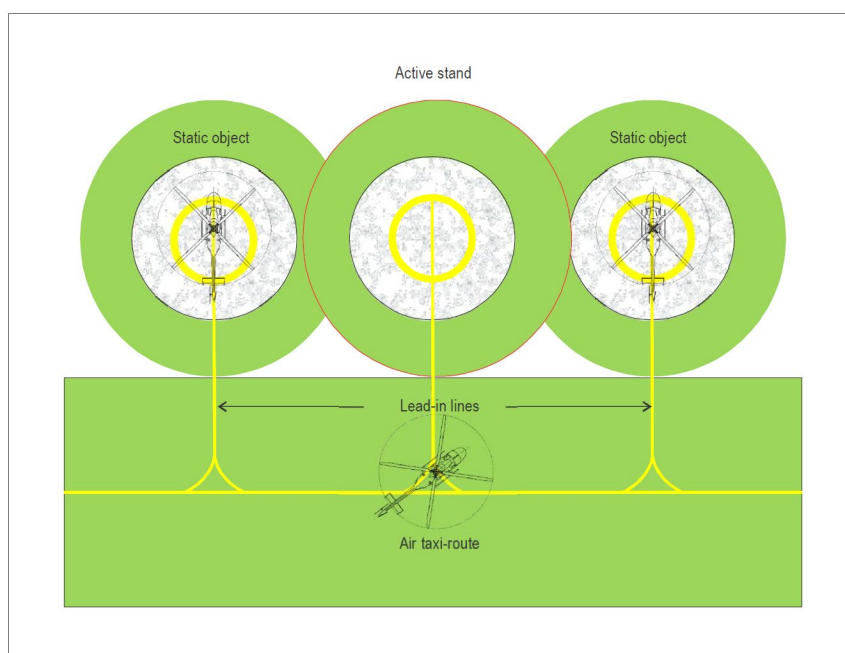 Active stand
Static object
Static object
Lead-in lines
Air taxi-route